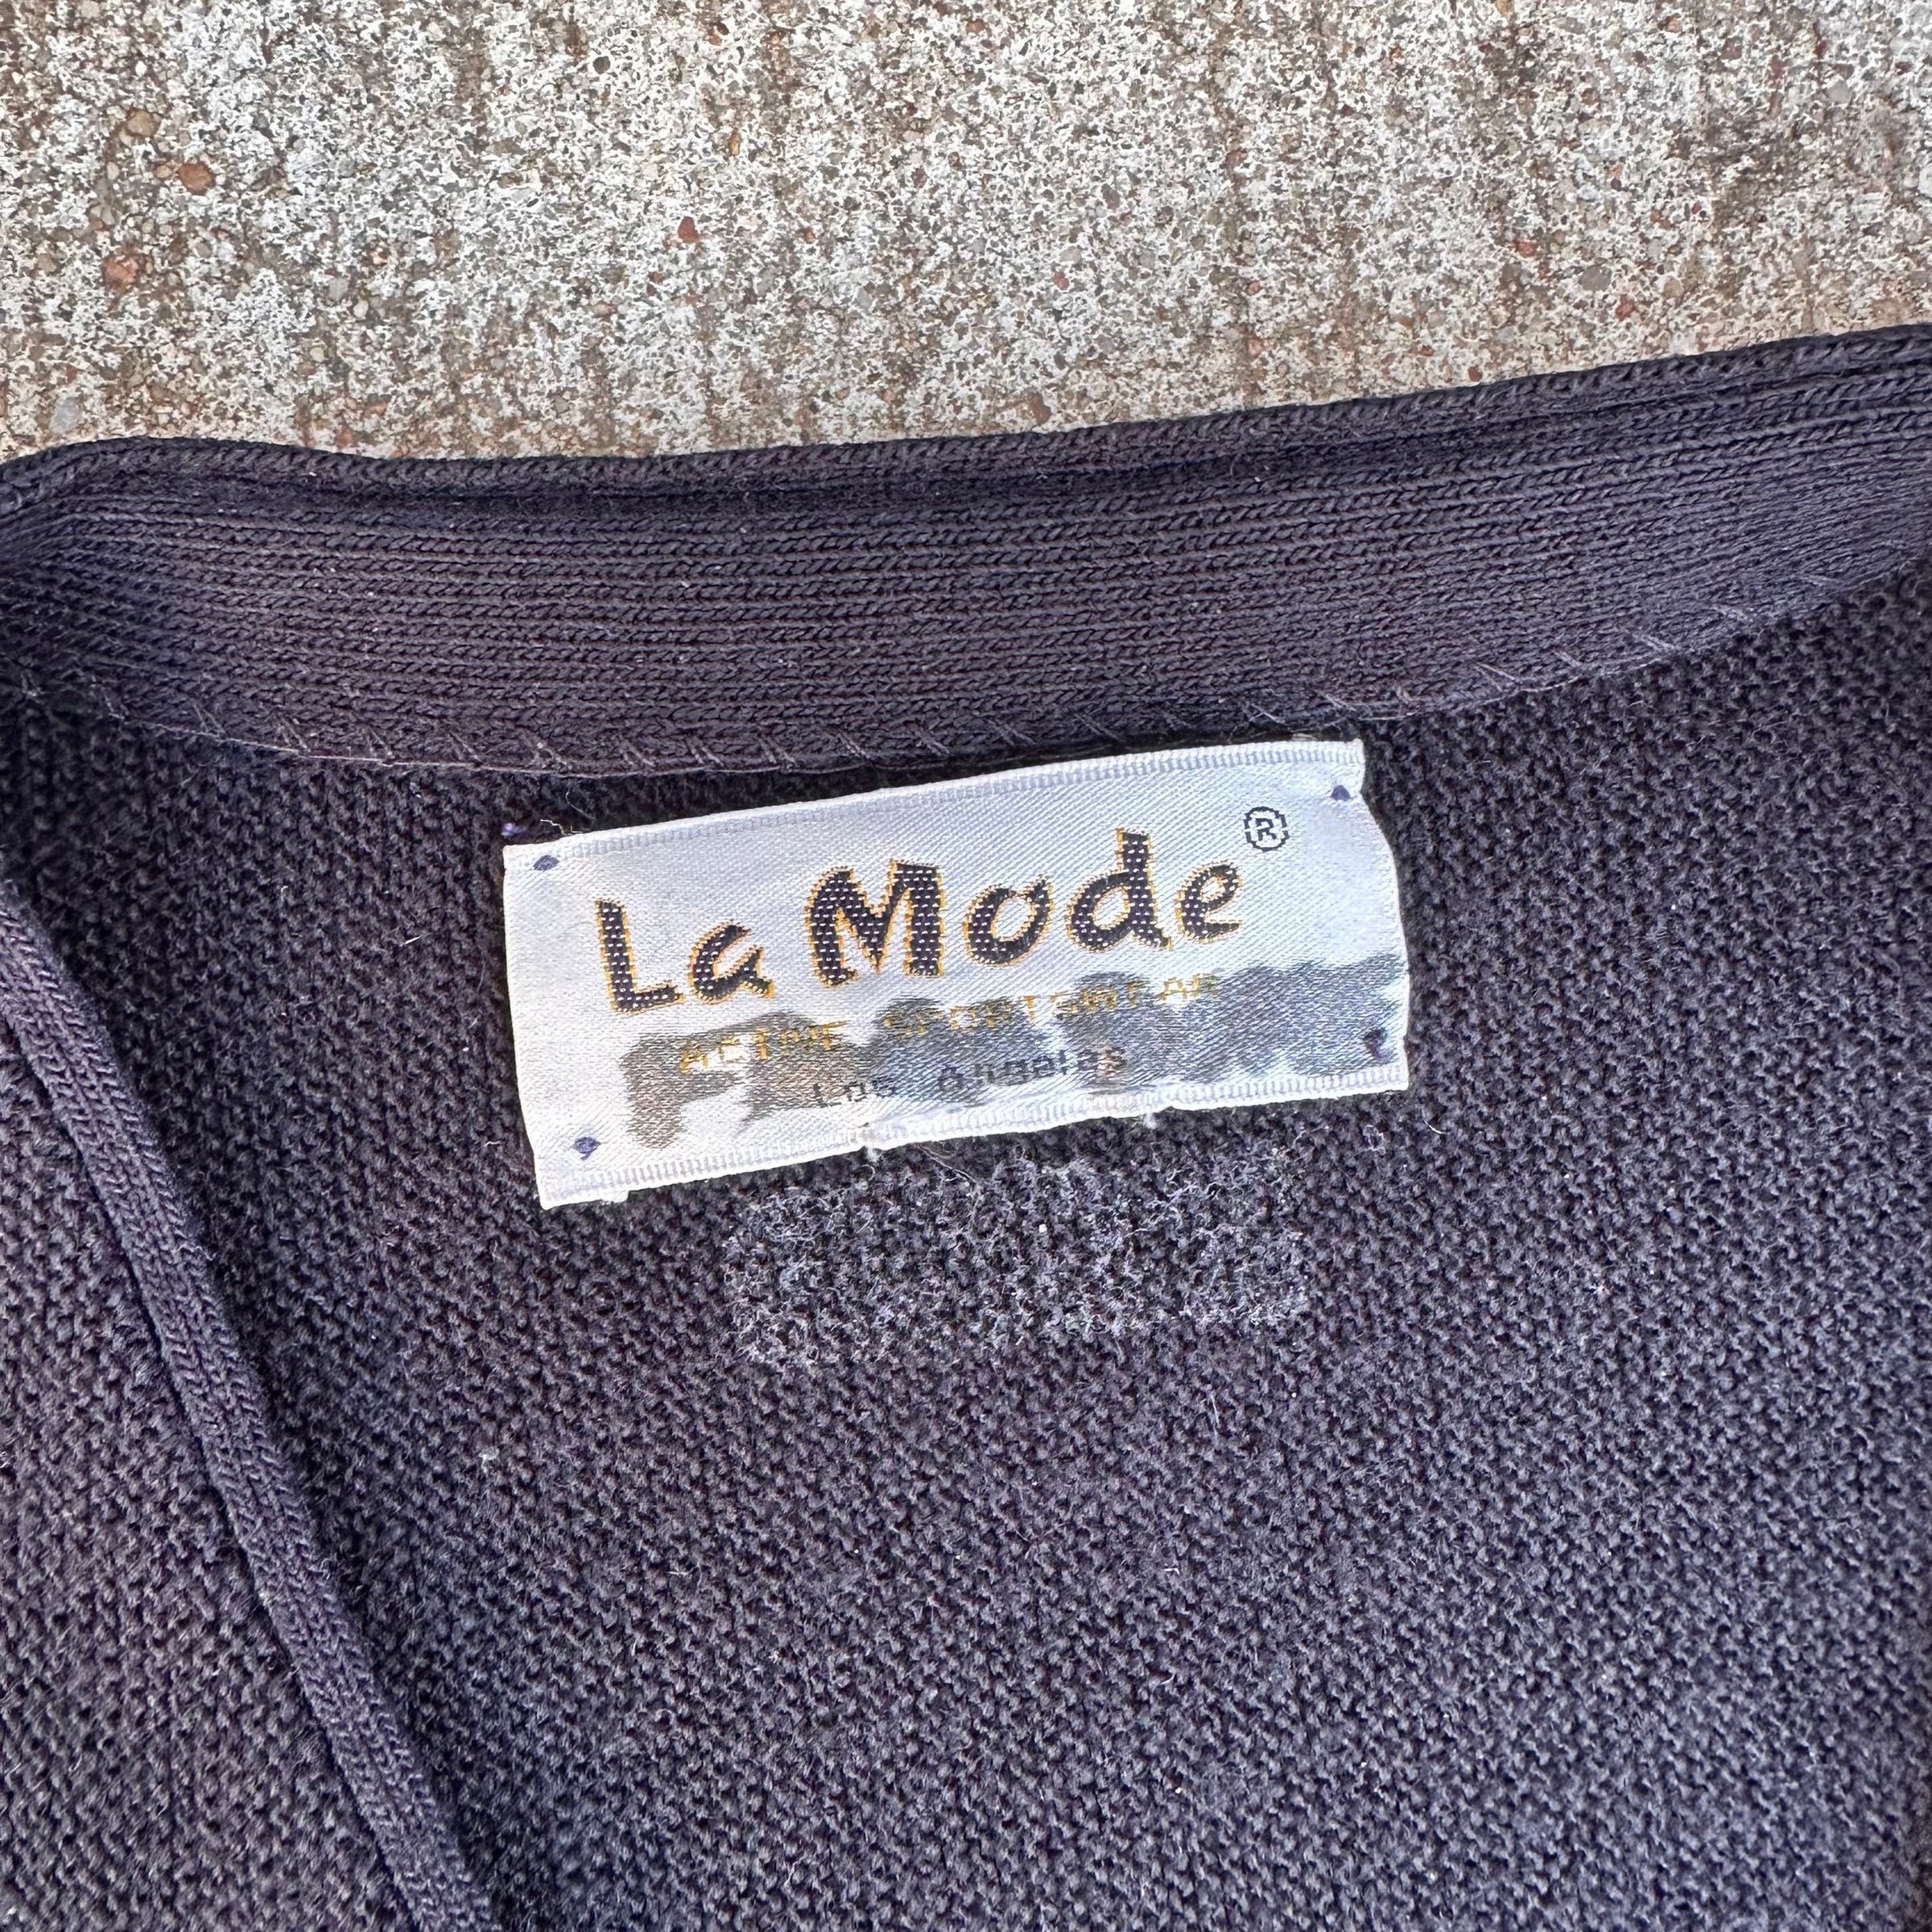 La Mode ®
ACTIVE SPORTSWEAR
Los Angeles